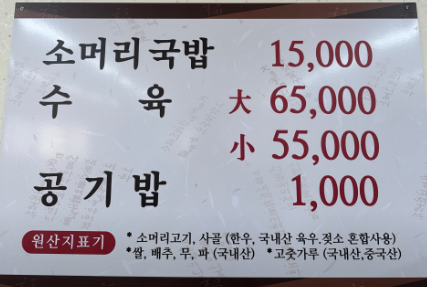 소머리국밥 15,000
수 육 大 65,000
小 55,000
공 기 밥 1,000
원산지표기 * 소머리고기, 사골 (한우, 국내산 육우.젖소 혼합사용)
*쌀, 배추, 무, 파 (국내산) *고춧가루 (국내산,중국산)